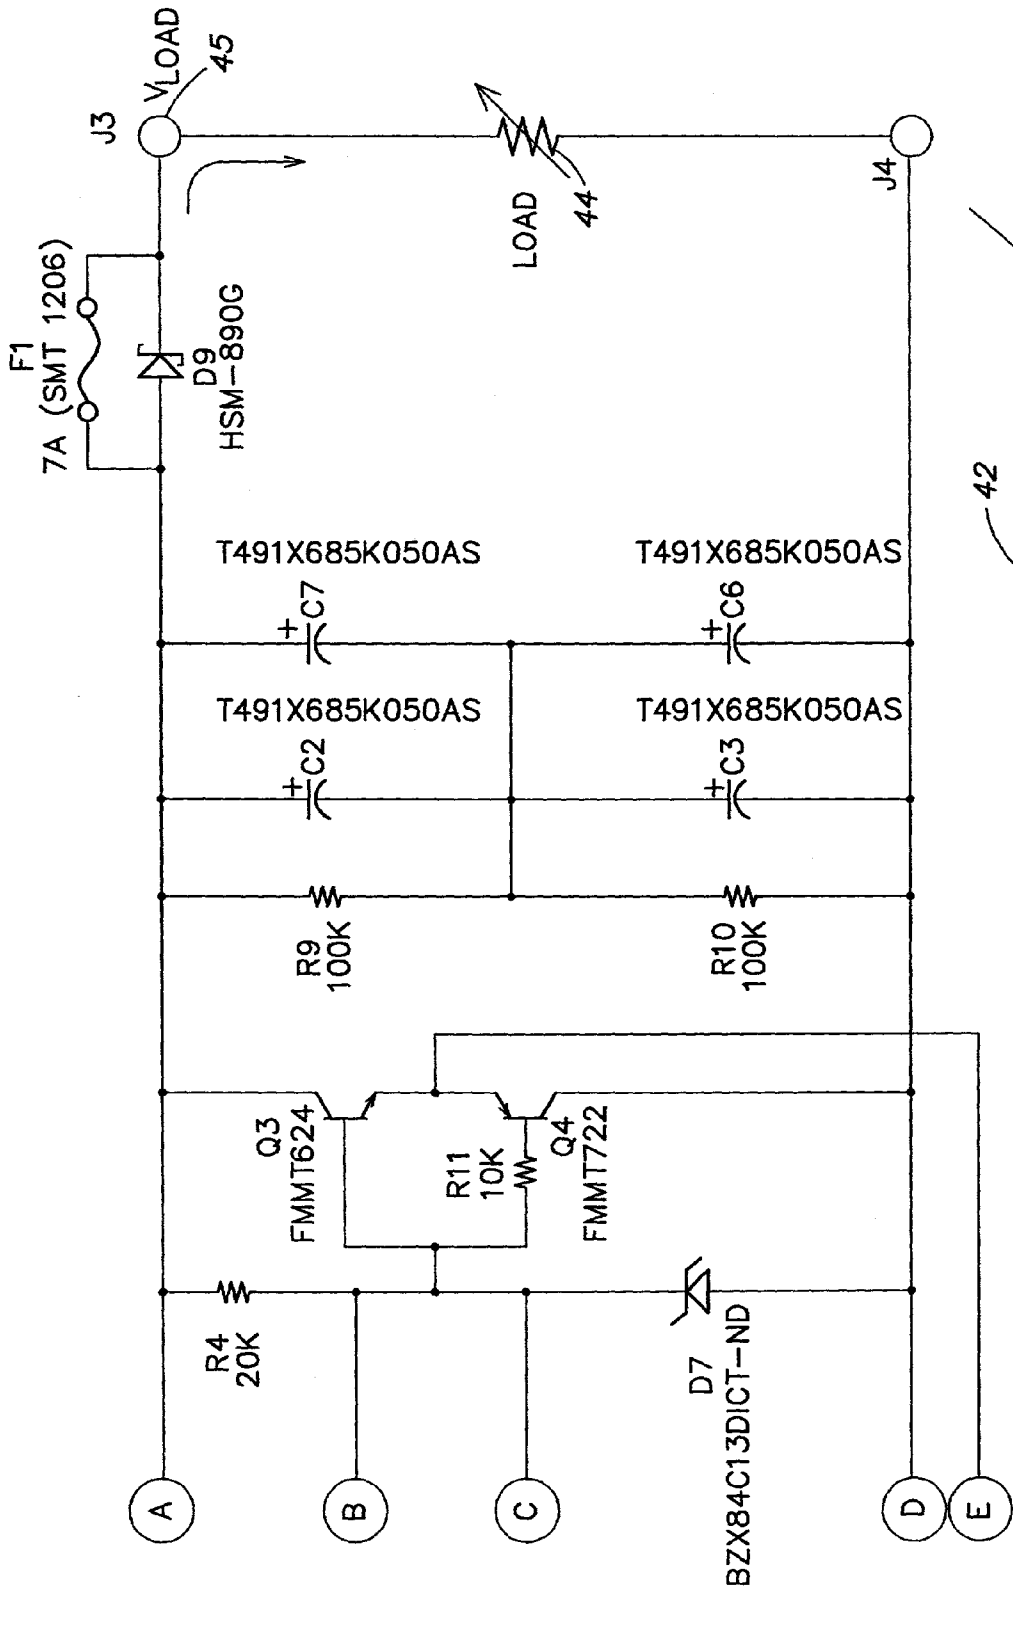 F1
7A (SMT 1206)
J3
VLOAD
45
D9
HSM-890G
LOAD
44
J4
42
T491X685K050AS
+
C7
T491X685K050AS
+
C6
T491X685K050AS
+
C2
T491X685K050AS
+
C3
R9
100K
R10
100K
Q3
FMMT624
R11
10K
Q4
FMMT722
R4
20K
D7
BZX84C13DICT-ND
A
B
C
D
E